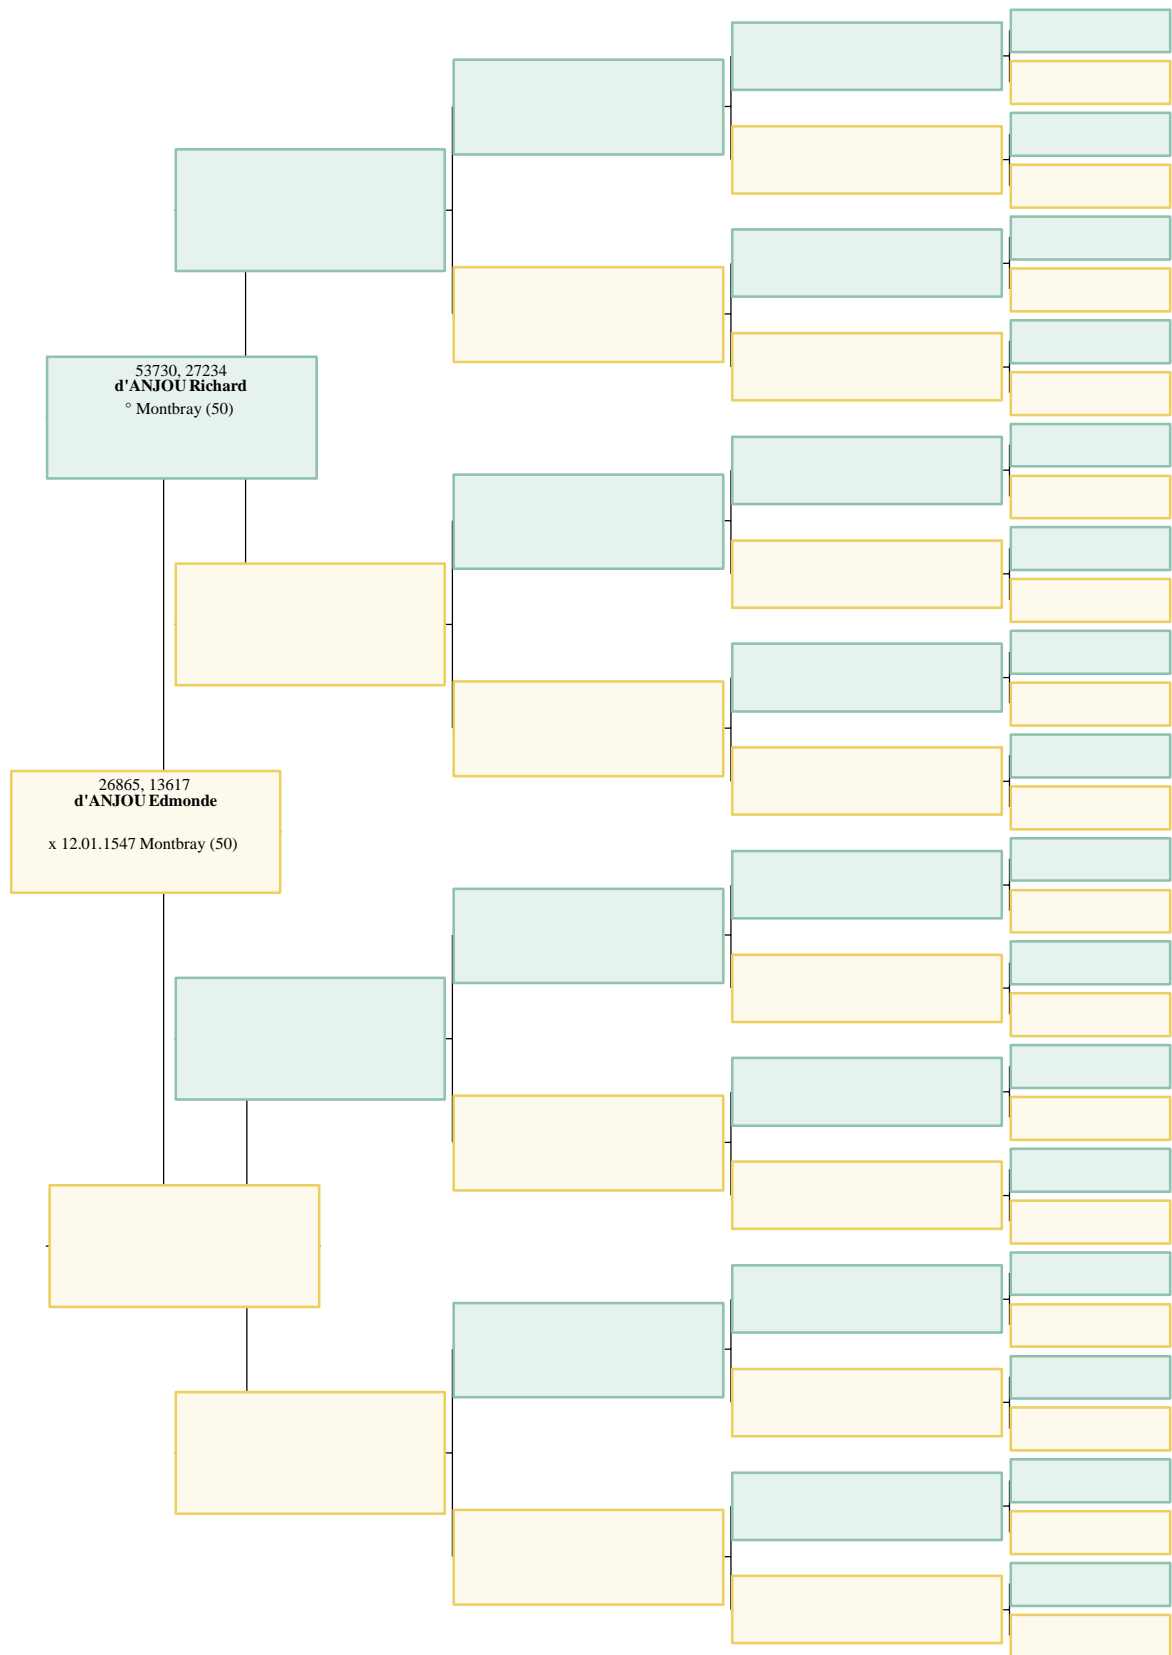 53730, 27234
d'ANJOU Richard
° Montbray (50)
26865, 13617
d'ANJOU Edmonde
x 12.01.1547 Montbray (50)